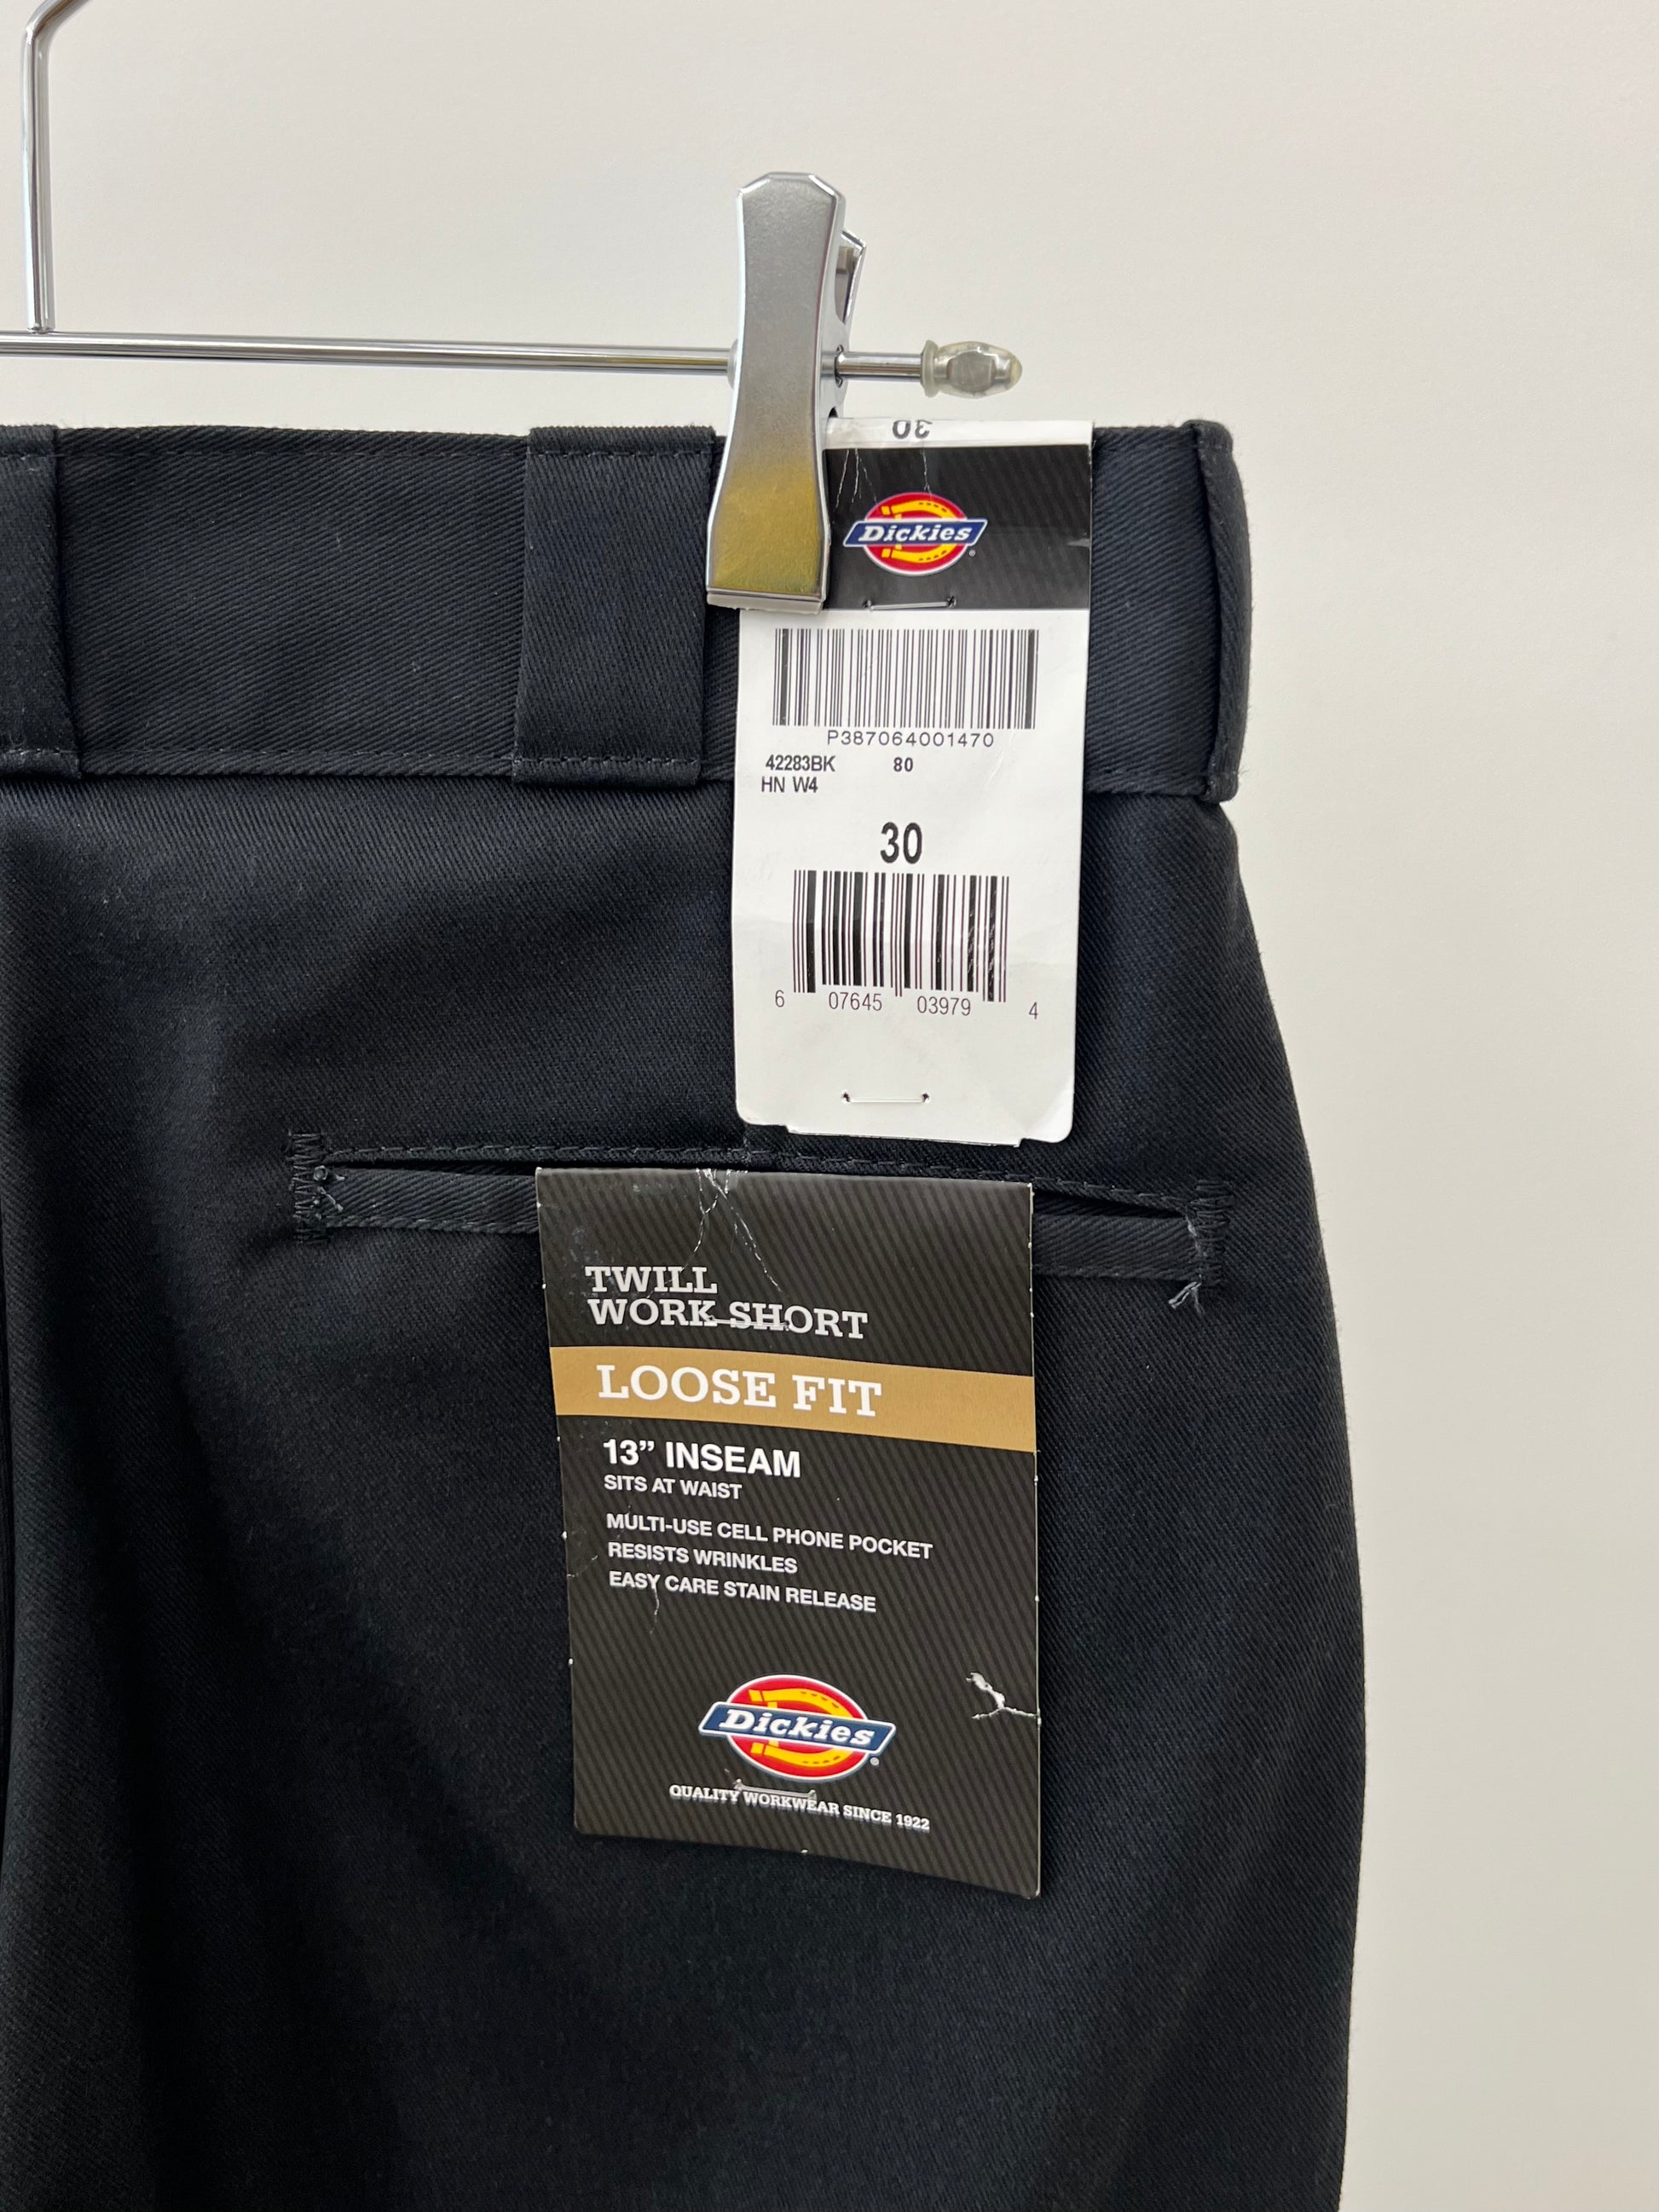 30
Dickies
P387064001470
42283BK 80
HN W4
30
6 07645 03979 4
TWILL
WORK SHORT
LOOSE FIT
13” INSEAM
SITS AT WAIST
MULTI-USE CELL PHONE POCKET
RESISTS WRINKLES
EASY CARE STAIN RELEASE
Dickies
QUALITY WORKWEAR SINCE 1922